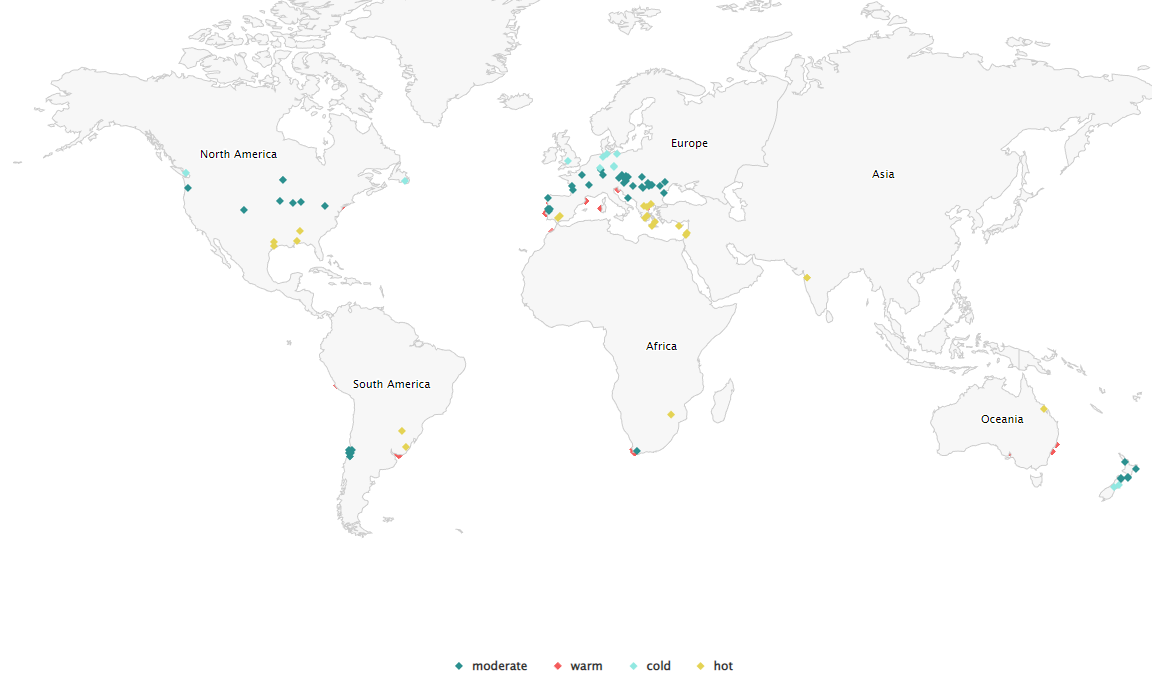 Europe
North America
Asia
Africa
South America
Oceania
moderate warm cold hot